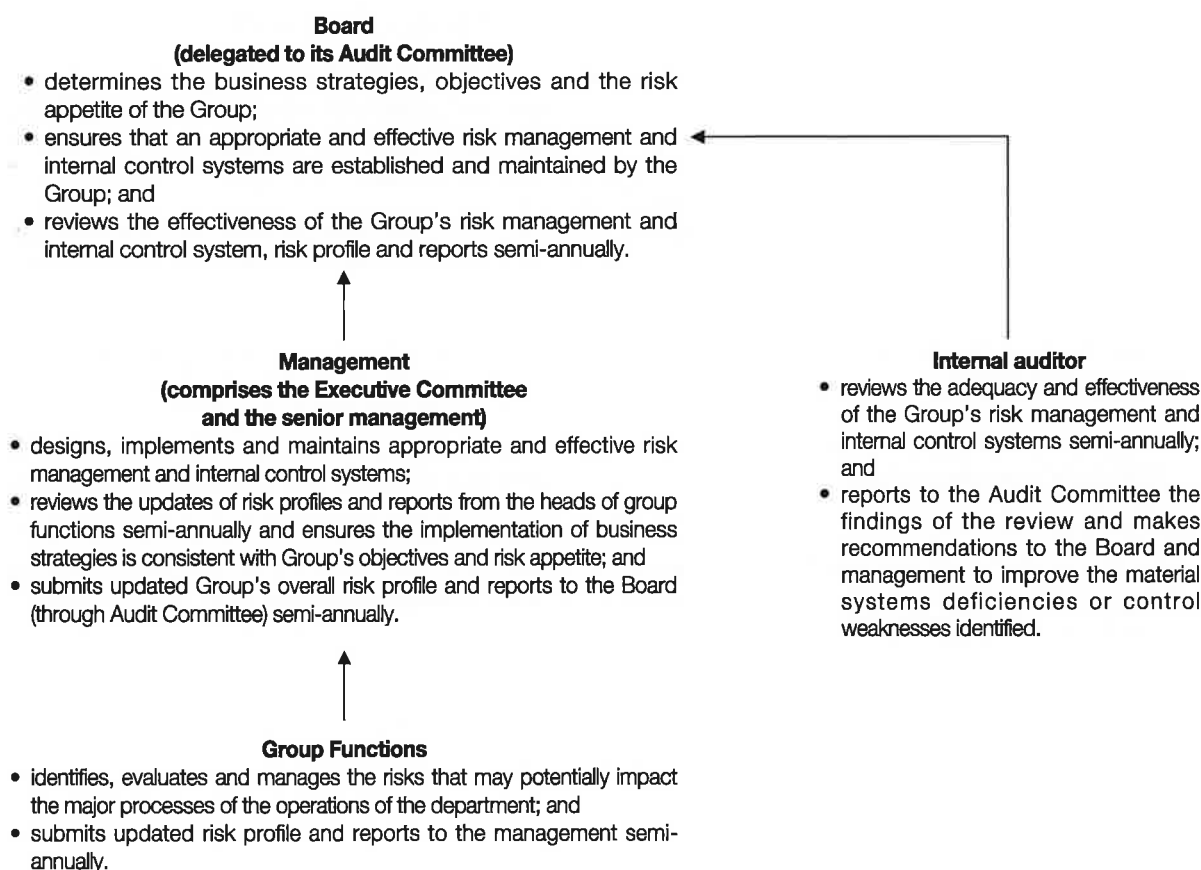 Board
(delegated to its Audit Committee)
• determines the business strategies, objectives and the risk
appetite of the Group;
• ensures that an appropriate and effective risk management and
internal control systems are established and maintained by the
Group; and
• reviews the effectiveness of the Group's risk management and
internal control system, risk profile and reports semi-annually.
Management
(comprises the Executive Committee
and the senior management)
• designs, implements and maintains appropriate and effective risk
management and internal control systems;
• reviews the updates of risk profiles and reports from the heads of group
functions semi-annually and ensures the implementation of business
strategies is consistent with Group's objectives and risk appetite; and
• submits updated Group's overall risk profile and reports to the Board
(through Audit Committee) semi-annually.
Group Functions
• identifies, evaluates and manages the risks that may potentially impact
the major processes of the operations of the department; and
• submits updated risk profile and reports to the management semi-
annually.
Internal auditor
• reviews the adequacy and effectiveness
of the Group's risk management and
internal control systems semi-annually;
and
• reports to the Audit Committee the
findings of the review and makes
recommendations to the Board and
management to improve the material
systems deficiencies or control
weaknesses identified.